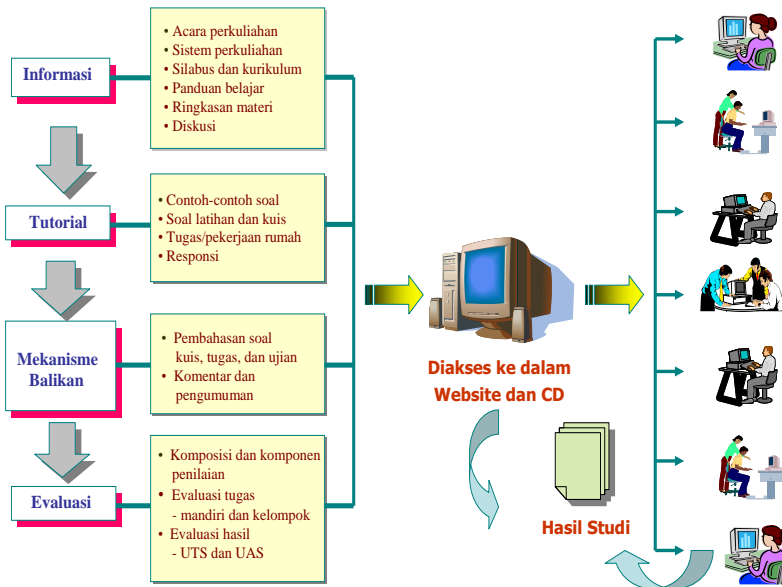 Informasi
• Acara perkuliahan
• Sistem perkuliahan
• Silabus dan kurikulum
• Panduan belajar
• Ringkasan materi
• Diskusi
Tutorial
• Contoh-contoh soal
• Soal latihan dan kuis
• Tugas/pekerjaan rumah
• Responsi
Mekanisme
Balikan
• Pembahasan soal
kuis, tugas, dan ujian
• Komentar dan
pengumuman
Evaluasi
• Komposisi dan komponen
penilaian
• Evaluasi tugas
- mandiri dan kelompok
• Evaluasi hasil
- UTS dan UAS
Diakses ke dalam
Website dan CD
Hasil Studi